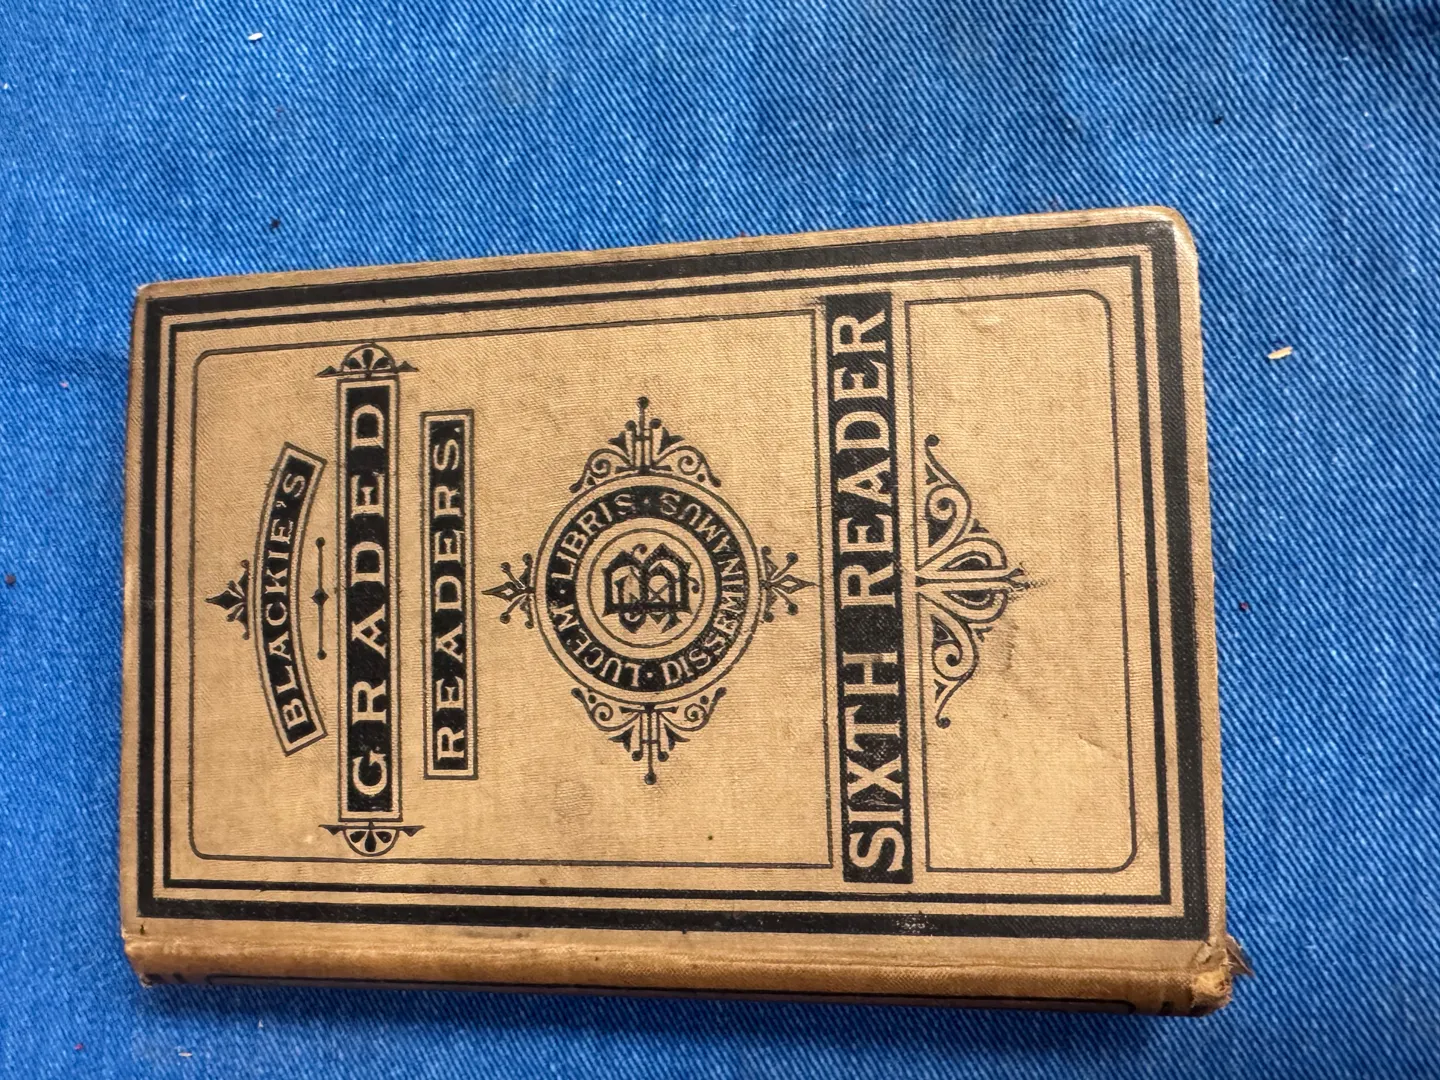 BLACKIE'S
GRADED
READERS.
LUCEM · LIBRIS · DISSEMINAMUS ·
B
SIXTH READER